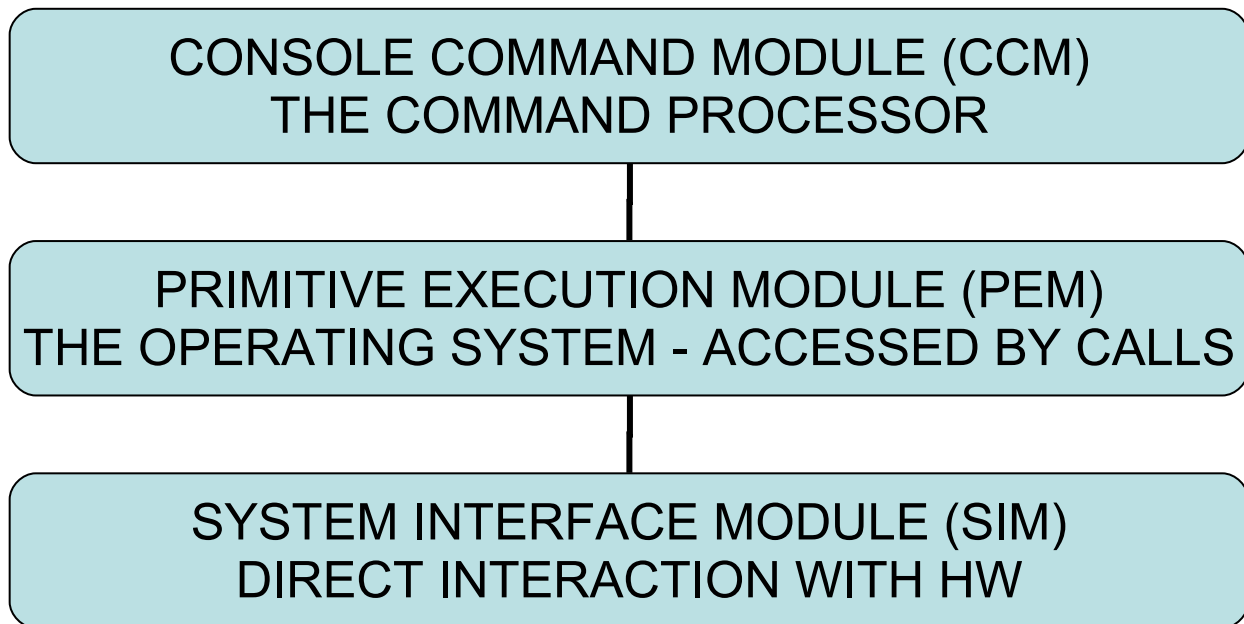 CONSOLE COMMAND MODULE (CCM)
THE COMMAND PROCESSOR
PRIMITIVE EXECUTION MODULE (PEM)
THE OPERATING SYSTEM - ACCESSED BY CALLS
SYSTEM INTERFACE MODULE (SIM)
DIRECT INTERACTION WITH HW